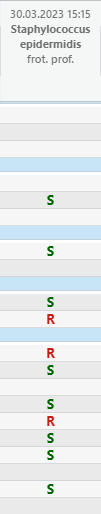 30.03.2023 15:15
Staphylococcus
epidermidis
frot. prof.
S
S
S
R
R
S
S
R
S
S
S